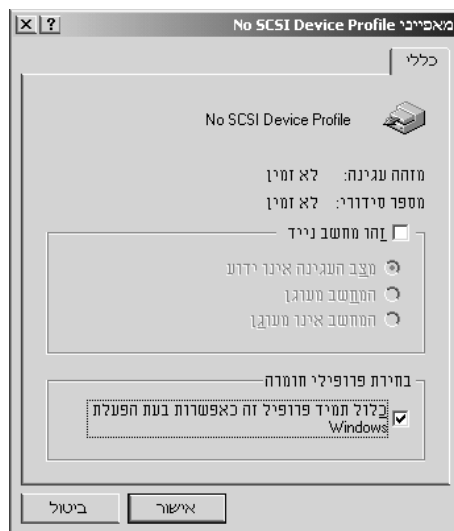 מאפייני No SCSI Device Profile
כללי
No SCSI Device Profile
מזהה עגינה: לא זמין
מספר סידורי: לא זמין
זהו מחשב נייד
מצב העגינה אינו ידוע
המחשב מעוגן
המחשב אינו מעוגן
בחירת פרופילי חומרה
כלול תמיד פרופיל זה כאפשרות בעת הפעלת
Windows
אישור
ביטול